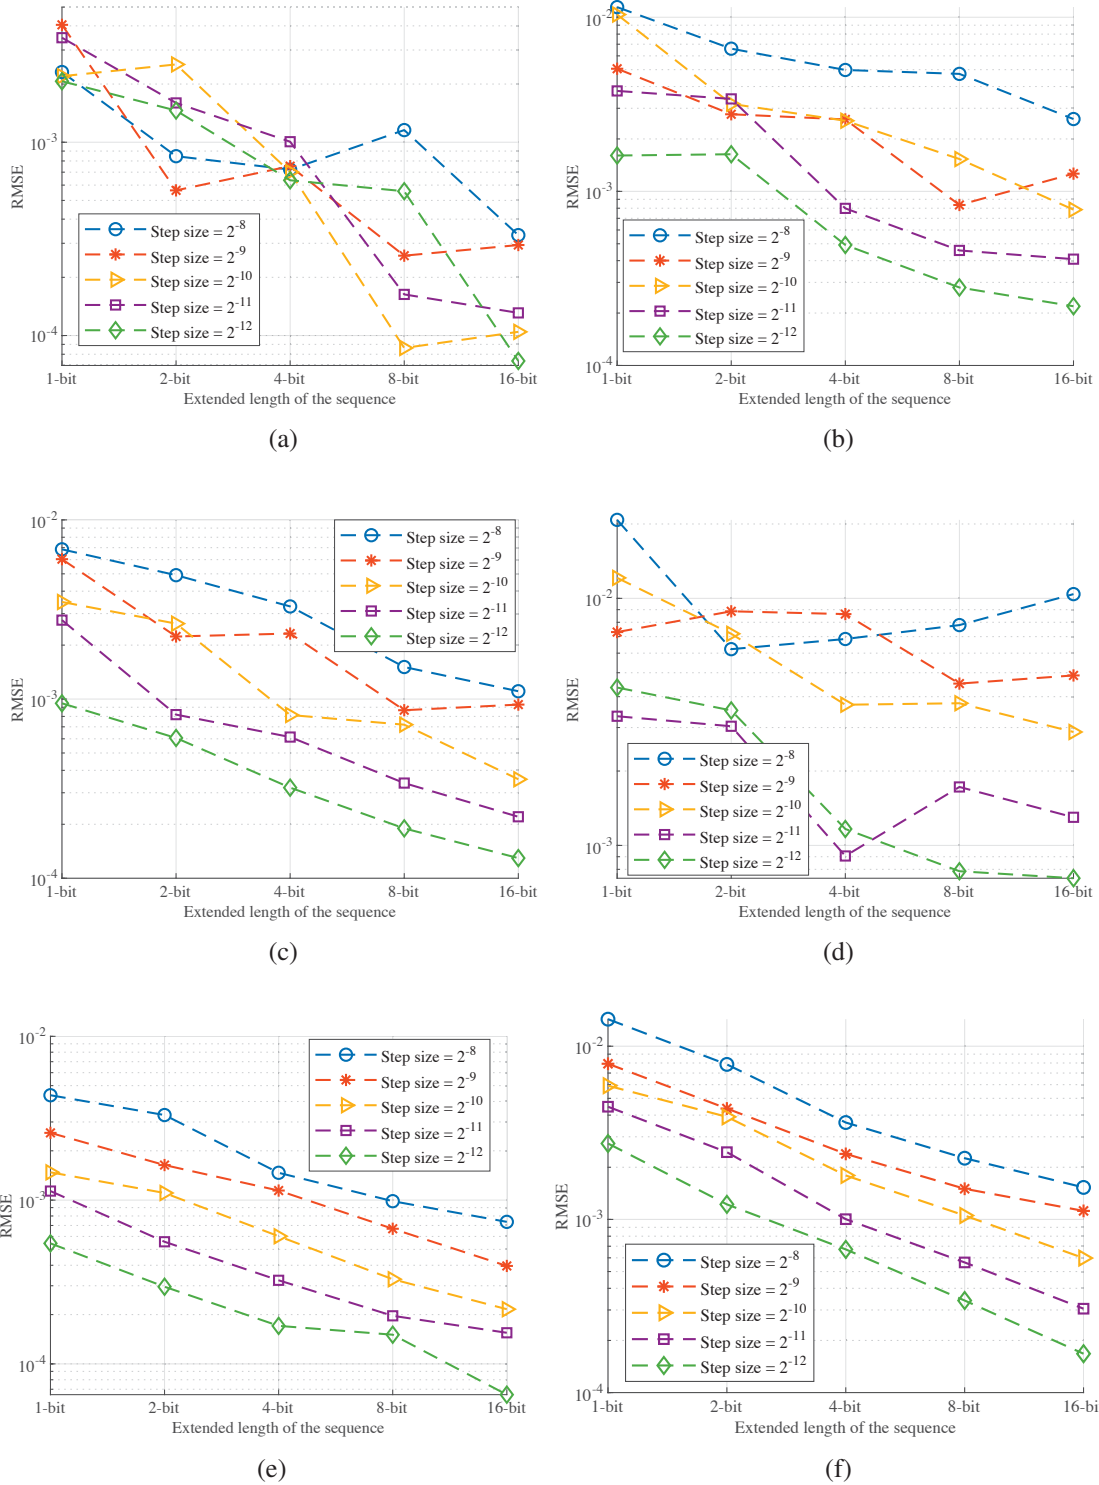 10^-3
10^-4
RMSE
Step size = 2^-8
Step size = 2^-9
Step size = 2^-10
Step size = 2^-11
Step size = 2^-12
1-bit 2-bit 4-bit 8-bit 16-bit
Extended length of the sequence
(a)
10^-2
10^-3
10^-4
RMSE
Step size = 2^-8
Step size = 2^-9
Step size = 2^-10
Step size = 2^-11
Step size = 2^-12
1-bit 2-bit 4-bit 8-bit 16-bit
Extended length of the sequence
(b)
10^-2
10^-3
10^-4
RMSE
Step size = 2^-8
Step size = 2^-9
Step size = 2^-10
Step size = 2^-11
Step size = 2^-12
1-bit 2-bit 4-bit 8-bit 16-bit
Extended length of the sequence
(c)
10^-2
10^-3
RMSE
Step size = 2^-8
Step size = 2^-9
Step size = 2^-10
Step size = 2^-11
Step size = 2^-12
1-bit 2-bit 4-bit 8-bit 16-bit
Extended length of the sequence
(d)
10^-2
10^-3
10^-4
RMSE
Step size = 2^-8
Step size = 2^-9
Step size = 2^-10
Step size = 2^-11
Step size = 2^-12
1-bit 2-bit 4-bit 8-bit 16-bit
Extended length of the sequence
(e)
10^-2
10^-3
10^-4
RMSE
Step size = 2^-8
Step size = 2^-9
Step size = 2^-10
Step size = 2^-11
Step size = 2^-12
1-bit 2-bit 4-bit 8-bit 16-bi
Extended length of the sequence
(f)